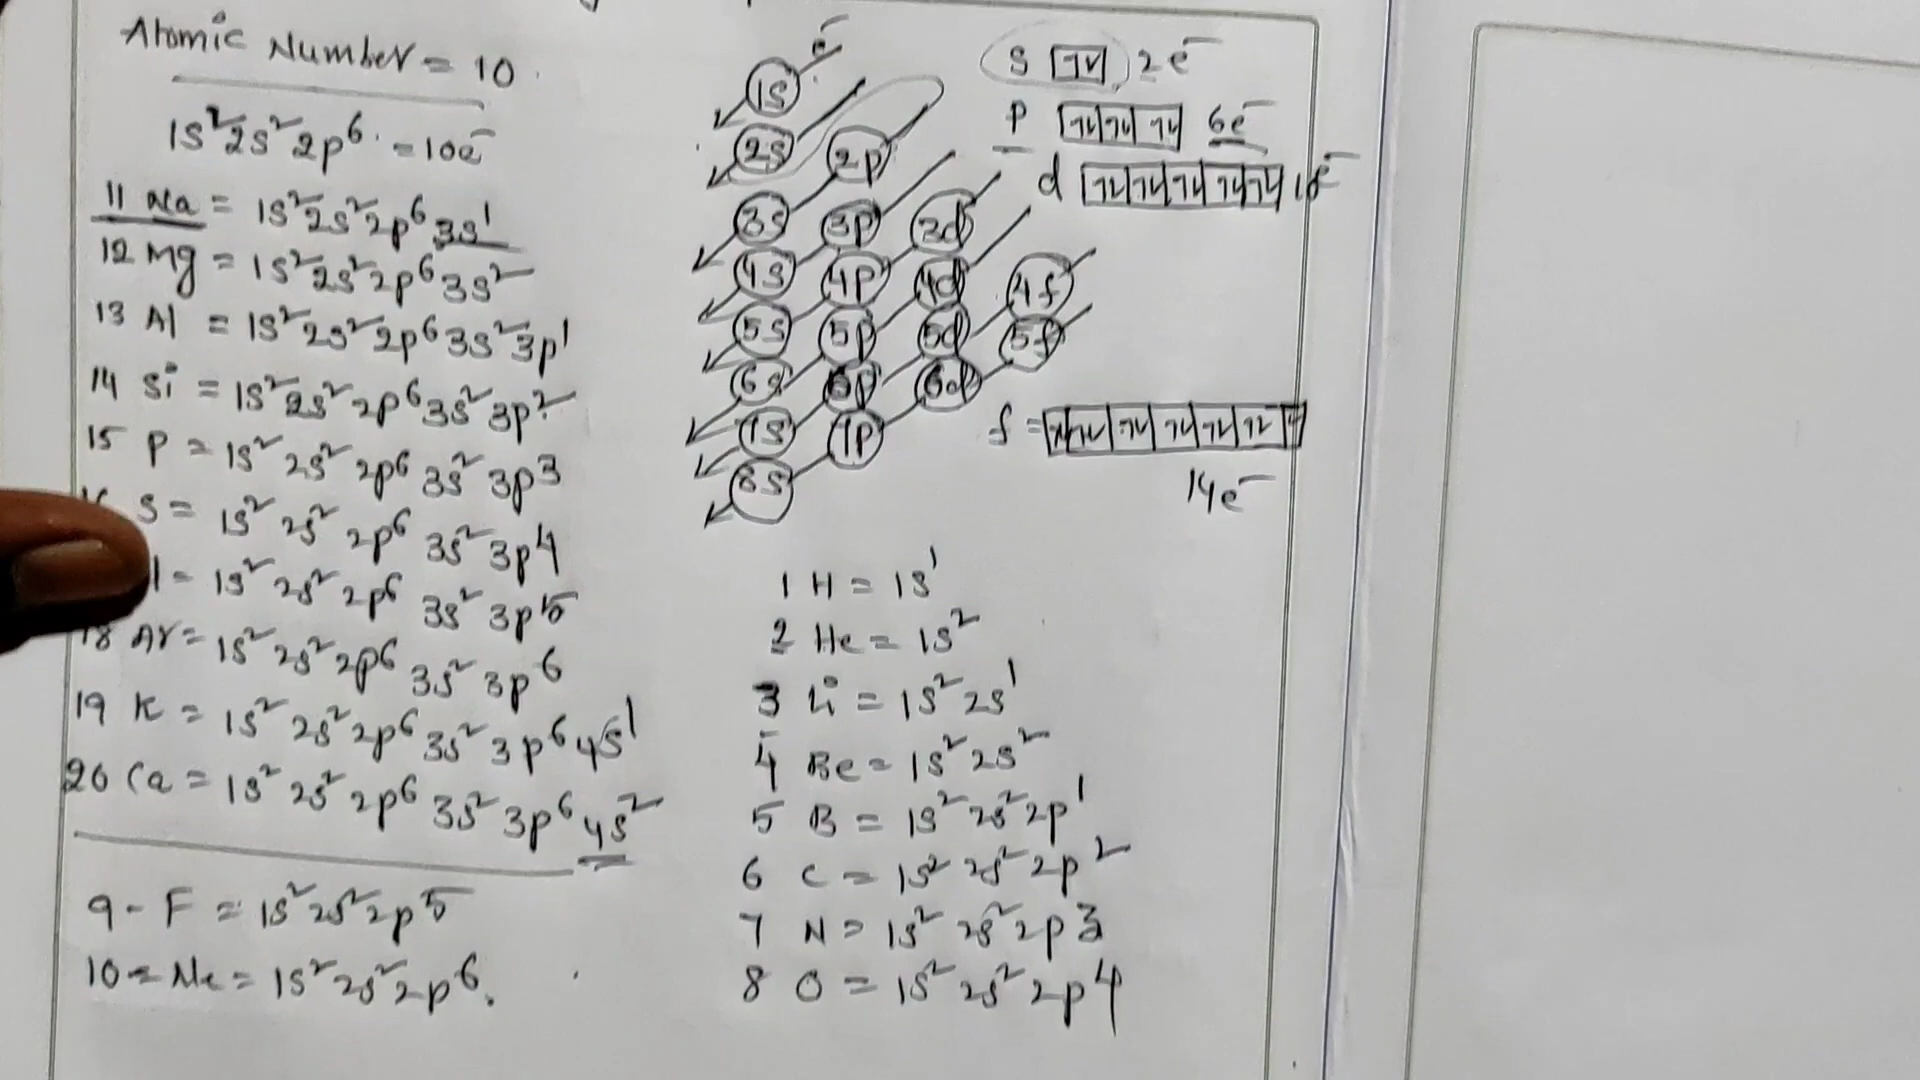 Atomic Number = 10
1s² 2s² 2p⁶ = 10e⁻
11 Na = 1s² 2s² 2p⁶ 3s¹
12 Mg = 1s² 2s² 2p⁶ 3s²
13 Al = 1s² 2s² 2p⁶ 3s² 3p¹
14 Si = 1s² 2s² 2p⁶ 3s² 3p²
15 P = 1s² 2s² 2p⁶ 3s² 3p³
S = 1s² 2s² 2p⁶ 3s² 3p⁴
l = 1s² 2s² 2p⁶ 3s² 3p⁵
18 Ar = 1s² 2s² 2p⁶ 3s² 3p⁶
19 K = 1s² 2s² 2p⁶ 3s² 3p⁶ 4s¹
20 Ca = 1s² 2s² 2p⁶ 3s² 3p⁶ 4s²
9 - F = 1s² 2s² 2p⁵
10 = Ne = 1s² 2s² 2p⁶.
e⁻
1s
2s 2p
3s 3p 3d
4s 4p 4d 4f
5s 5p 5d 5f
6s 6p 6d
7s 7p
8s
s 2e⁻
p 6e⁻
d 10e⁻
f =
14e⁻
1 H = 1s¹
2 He = 1s²
3 Li = 1s² 2s¹
4 Be = 1s² 2s²
5 B = 1s² 2s² 2p¹
6 C = 1s² 2s² 2p²
7 N = 1s² 2s² 2p³
8 O = 1s² 2s² 2p⁴